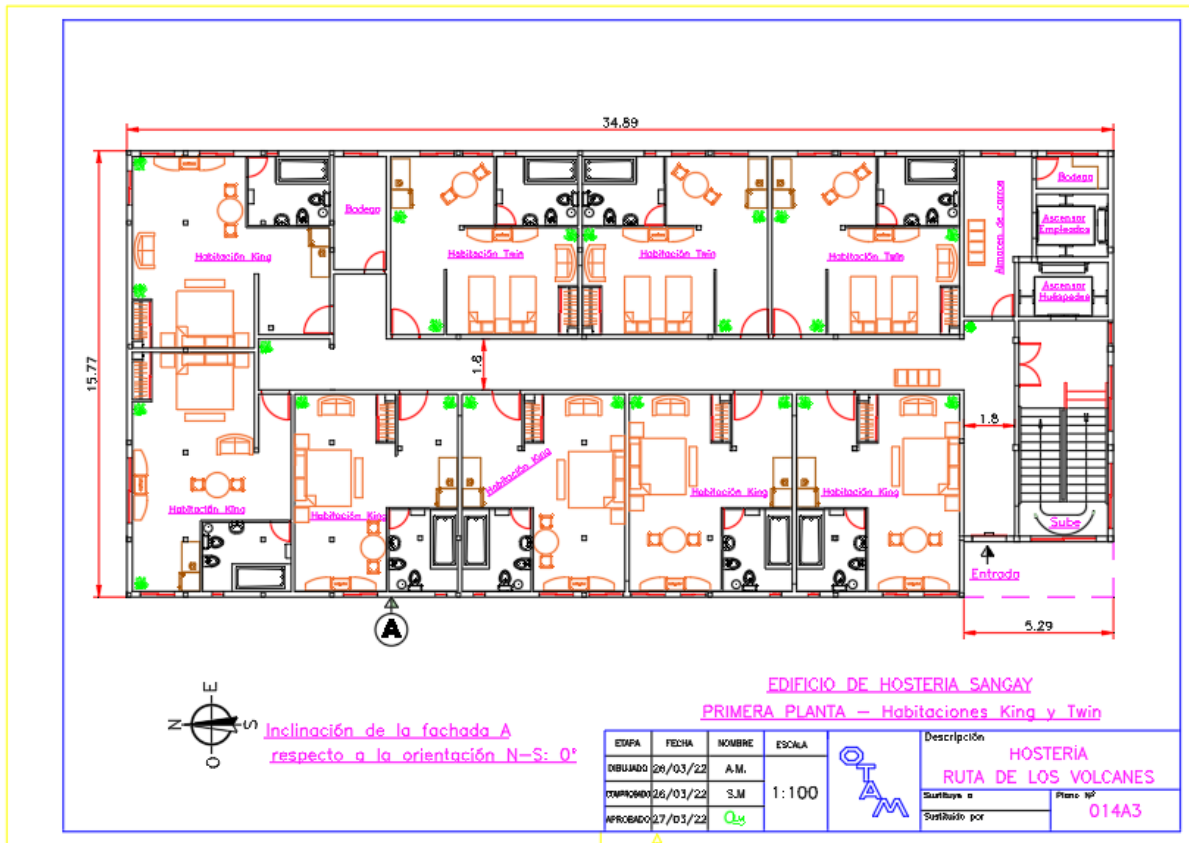 34.89
15.77
Bodega
Bodega
Almacen de carros
Ascensor
Empleados
Ascensor
Huéspedes
Habitación King
Habitación Twin
Habitación Twin
Habitación Twin
1.8
1.8
Habitación King
Habitación King
Habitación King
Habitación King
Habitación King
Sube
Entrada
A
5.29
E
N
S
O
Inclinación de la fachada A
respecto a la orientación N-S: 0°
EDIFICIO DE HOSTERIA SANGAY
PRIMERA PLANTA - Habitaciones King y Twin
ETAPA FECHA NOMBRE ESCALA
DIBUJADO 26/03/22 A.M.
COMPROBADO 26/03/22 S.M
APROBADO 27/03/22
1:100
OTAM
Descripción
HOSTERÍA
RUTA DE LOS VOLCANES
Sustituye a
Sustituido por
Plano Nº
014A3